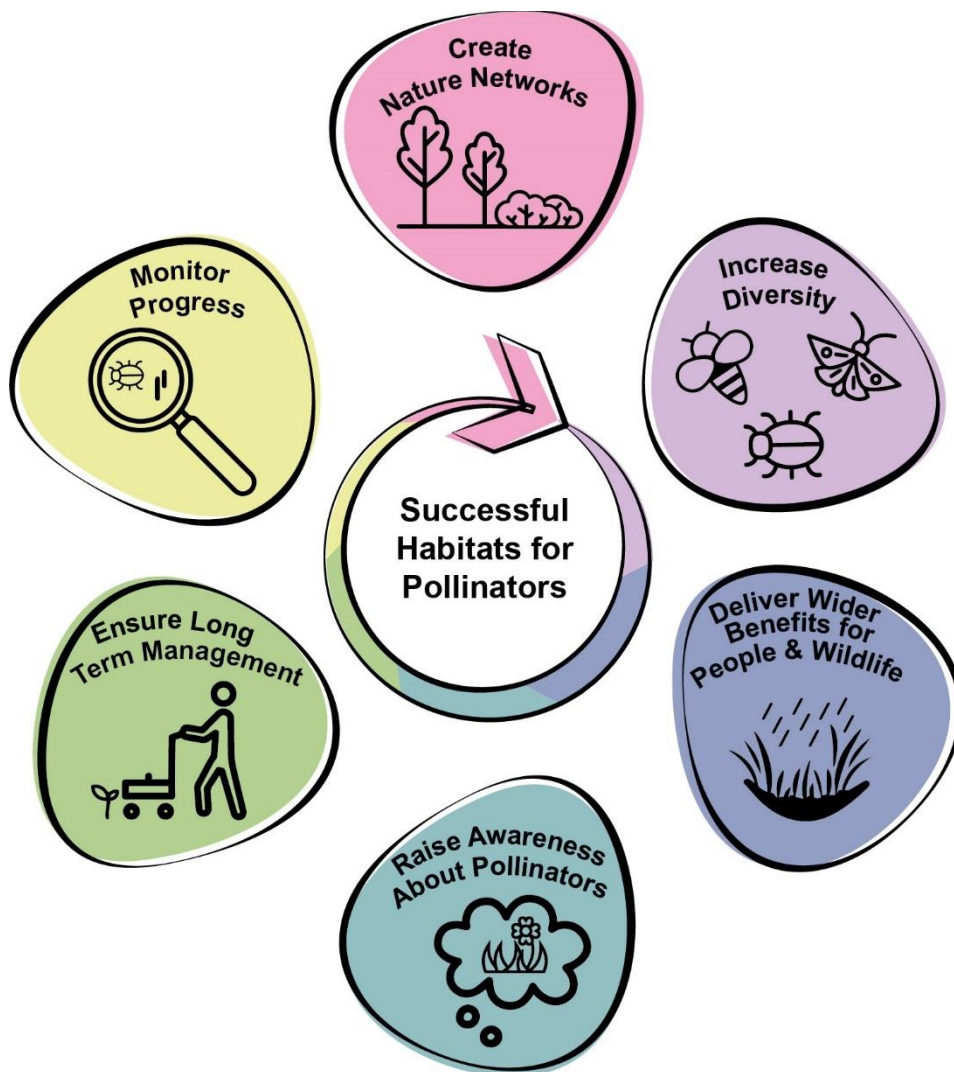 Create
Nature Networks
Increase
Diversity
Deliver Wider
Benefits for
People & Wildlife
Raise Awareness
About Pollinators
Ensure Long
Term Management
Monitor
Progress
Successful
Habitats for
Pollinators